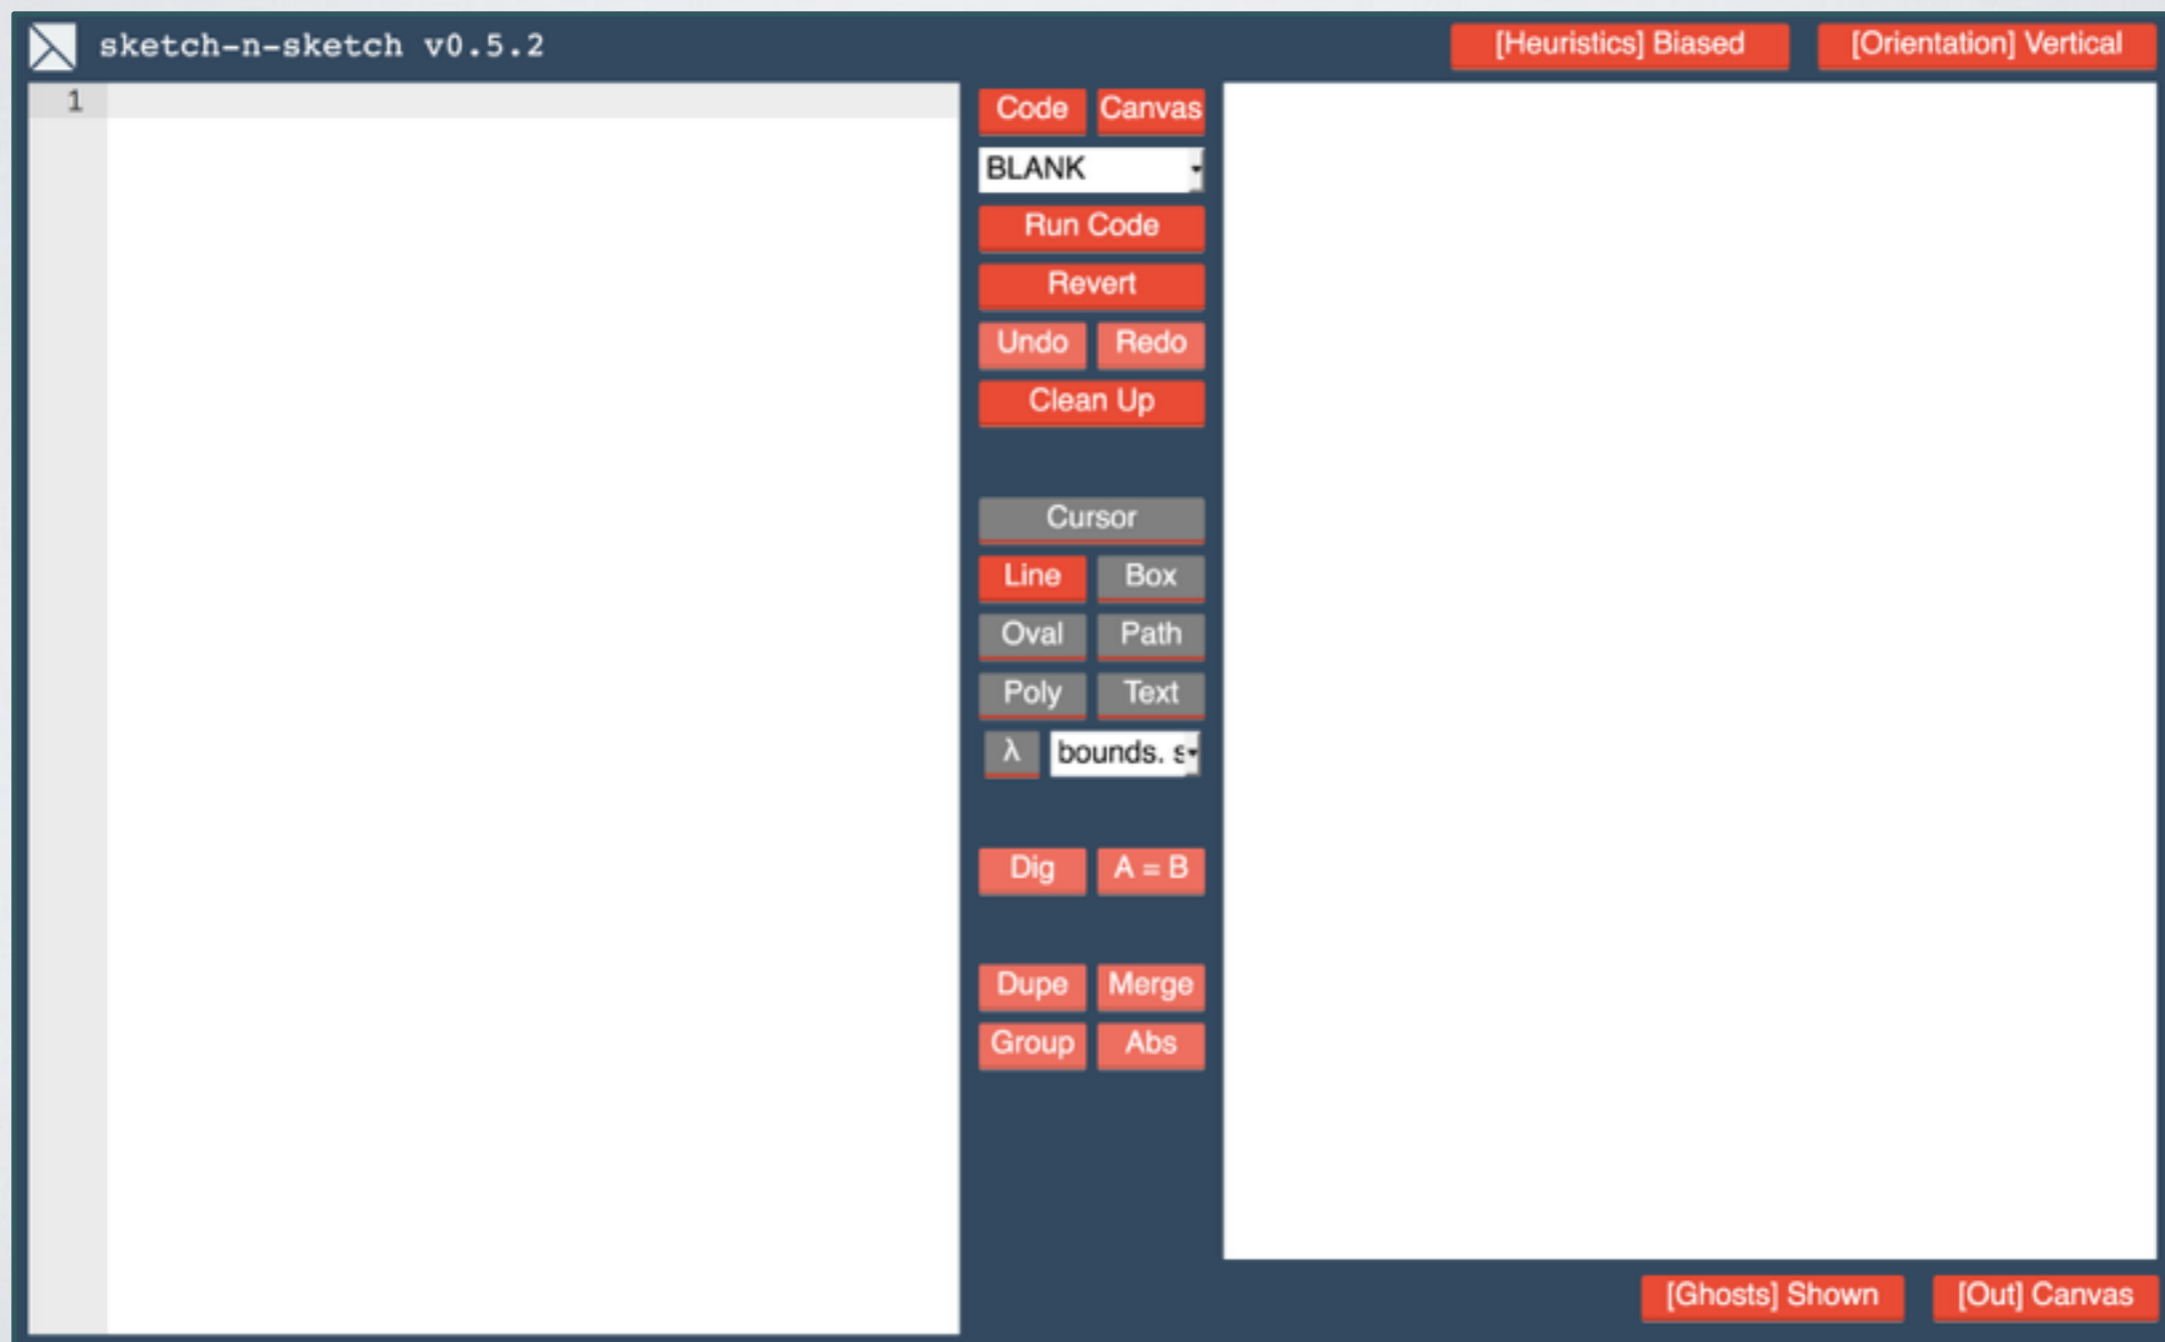 sketch-n-sketch v0.5.2
[Heuristics] Biased
[Orientation] Vertical
1
Code Canvas
BLANK
Run Code
Revert
Undo Redo
Clean Up
Cursor
Line Box
Oval Path
Poly Text
λ bounds.
Dig A = B
Dupe Merge
Group Abs
[Ghosts] Shown
[Out] Canvas